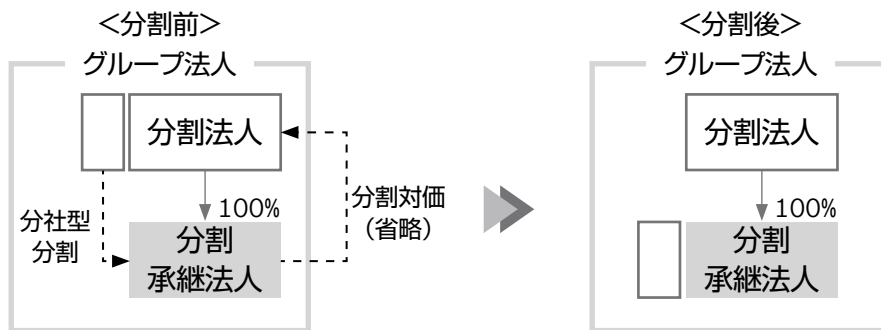 <分割前>
グループ法人
分割法人
100%
分社型
分割
分割
承継法人
分割対価
(省略)
<分割後>
グループ法人
分割法人
100%
分割
承継法人